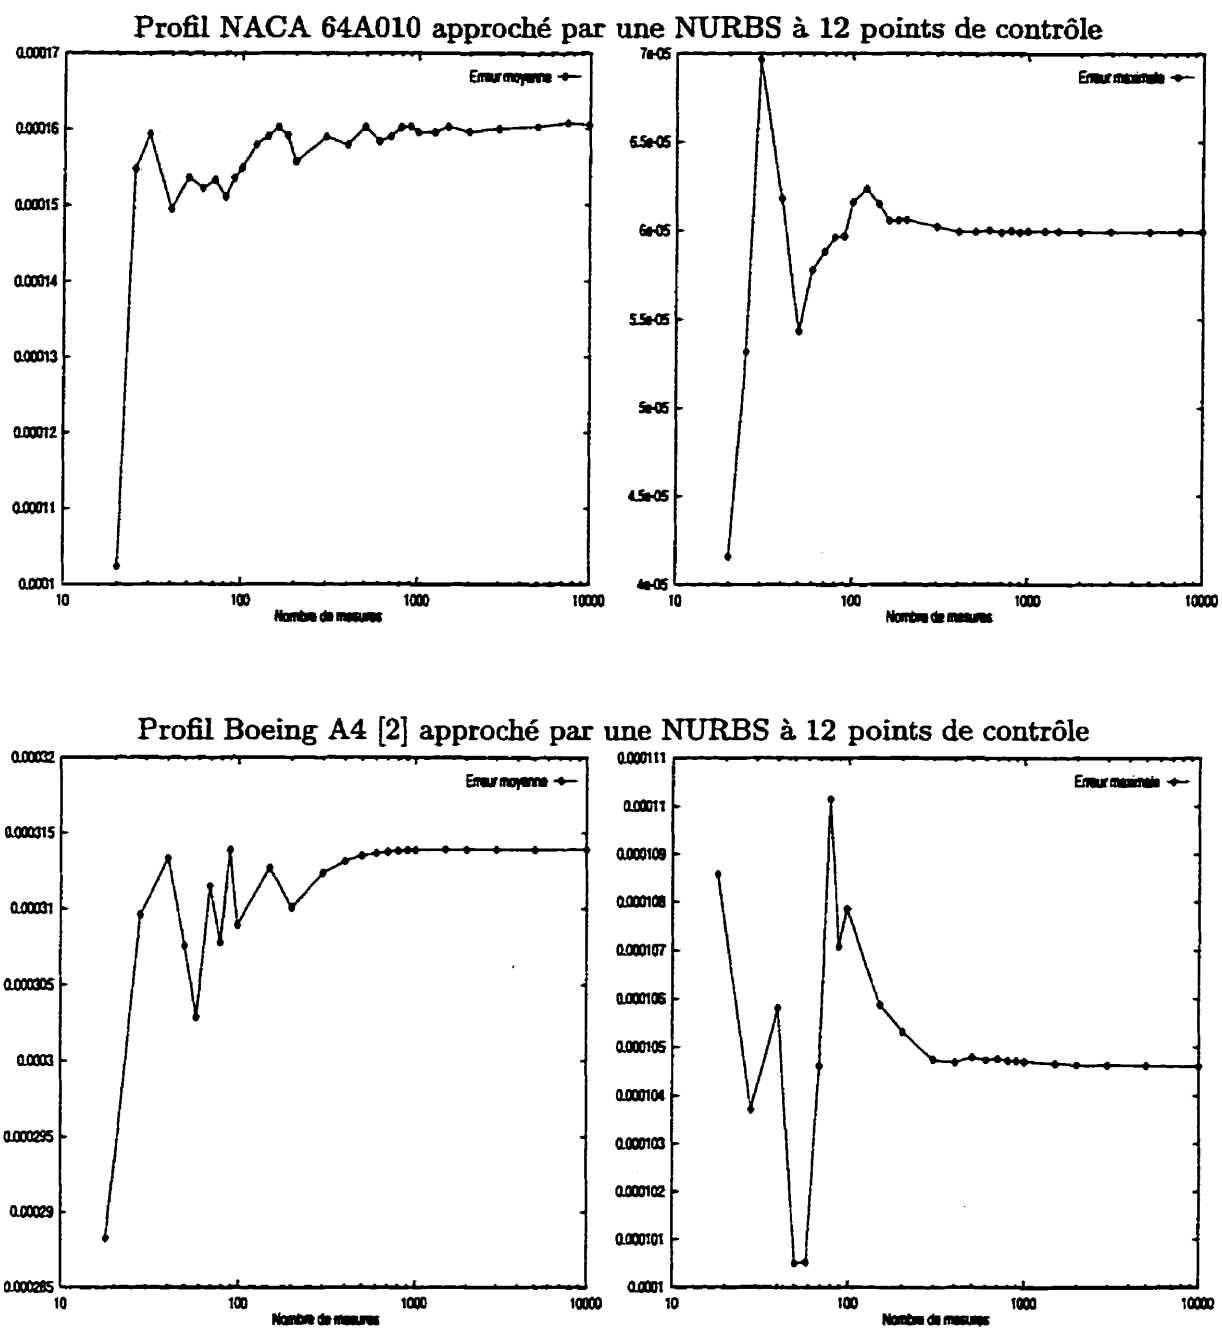 Profil NACA 64A010 approché par une NURBS à 12 points de contrôle
0.00017
0.00016
0.00015
0.00014
0.00013
0.00012
0.00011
0.0001
10 100 1000 10000
Nombre de mesures
Erreur moyenne
7e-05
6.5e-05
6e-05
5.5e-05
5e-05
4.5e-05
4e-05
10 100 1000 10000
Nombre de mesures
Erreur maximale
Profil Boeing A4 [2] approché par une NURBS à 12 points de contrôle
0.00032
0.000315
0.00031
0.000305
0.0003
0.000295
0.00029
0.000285
10 100 1000 10000
Nombre de mesures
Erreur moyenne
0.000111
0.00011
0.000109
0.000108
0.000107
0.000106
0.000105
0.000104
0.000103
0.000102
0.000101
0.0001
10 100 1000 10000
Nombre de mesures
Erreur maximale